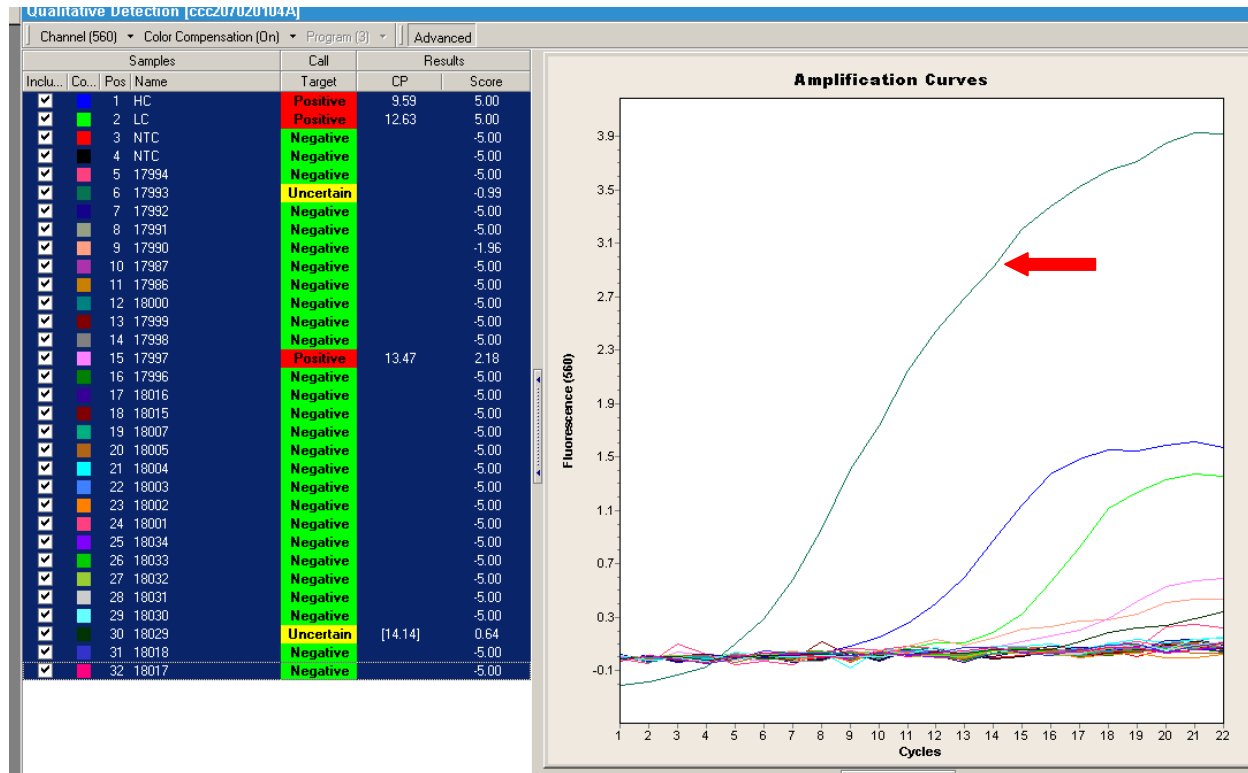 Qualitative Detection [ccc207020104A]
Channel (560) Color Compensation (On) Program (3) Advanced
Samples Call Results
Inclu... Co... Pos Name Target CP Score
1 HC Positive 9.59 5.00
2 LC Positive 12.63 5.00
3 NTC Negative -5.00
4 NTC Negative -5.00
5 17994 Negative -5.00
6 17993 Uncertain -0.99
7 17992 Negative -5.00
8 17991 Negative -5.00
9 17990 Negative -1.96
10 17987 Negative -5.00
11 17986 Negative -5.00
12 18000 Negative -5.00
13 17999 Negative -5.00
14 17998 Negative -5.00
15 17997 Positive 13.47 2.18
16 17996 Negative -5.00
17 18016 Negative -5.00
18 18015 Negative -5.00
19 18007 Negative -5.00
20 18005 Negative -5.00
21 18004 Negative -5.00
22 18003 Negative -5.00
23 18002 Negative -5.00
24 18001 Negative -5.00
25 18034 Negative -5.00
26 18033 Negative -5.00
27 18032 Negative -5.00
28 18031 Negative -5.00
29 18030 Negative -5.00
30 18029 Uncertain [14.14] 0.64
31 18018 Negative -5.00
32 18017 Negative -5.00
Amplification Curves
3.9
3.5
3.1
2.7
2.3
1.9
1.5
1.1
0.7
0.3
-0.1
Fluorescence (560)
1 2 3 4 5 6 7 8 9 10 11 12 13 14 15 16 17 18 19 20 21 22
Cycles